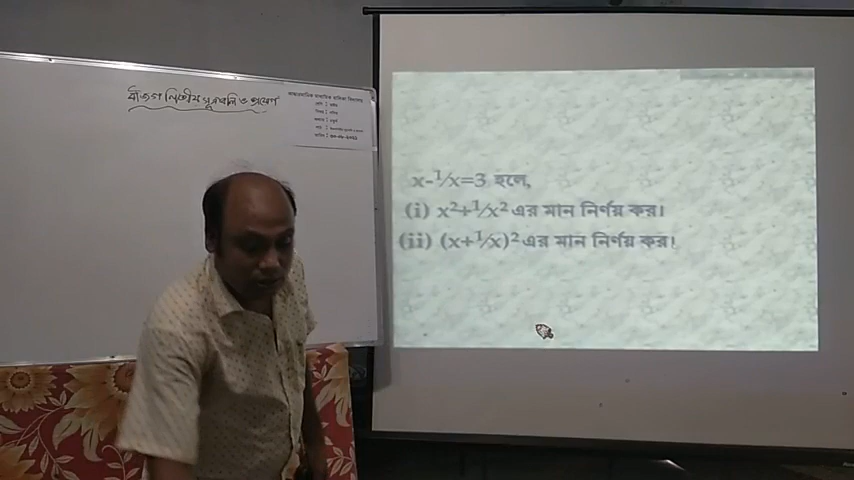 বীজগণিতীয় সূত্রাবলি ও প্রয়োগ
x-1/x=3 হলে,
(i) x²+1/x² এর মান নির্ণয় কর।
(ii) (x+1/x)² এর মান নির্ণয় কর।